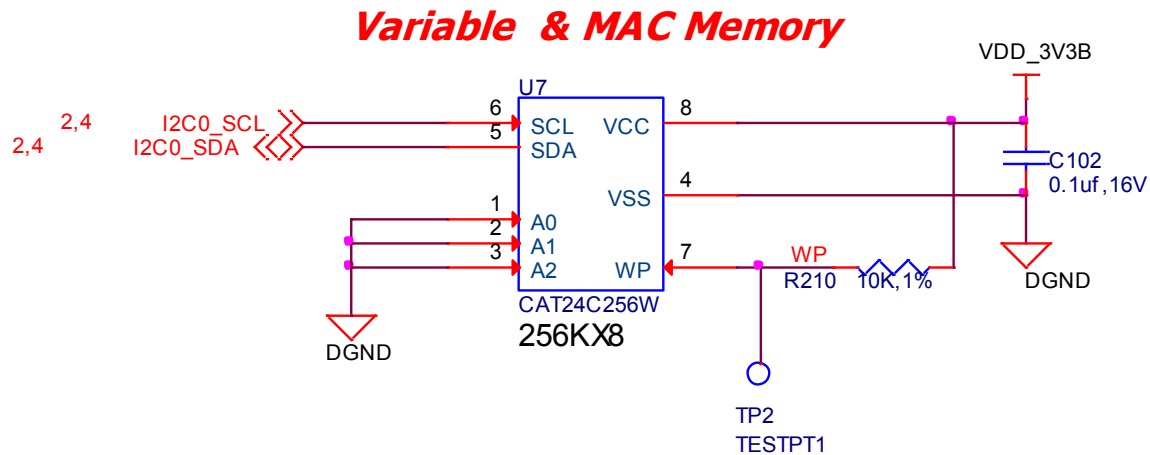 Variable & MAC Memory
VDD_3V3B
U7
2,4 I2C0_SCL 6 SCL VCC 8
2,4 I2C0_SDA 5 SDA
C102
0.1uf,16V
VSS 4
1 A0
2 A1
3 A2 WP 7 WP
R210 10K,1%
DGND
CAT24C256W
256KX8
DGND
TP2
TESTPT1